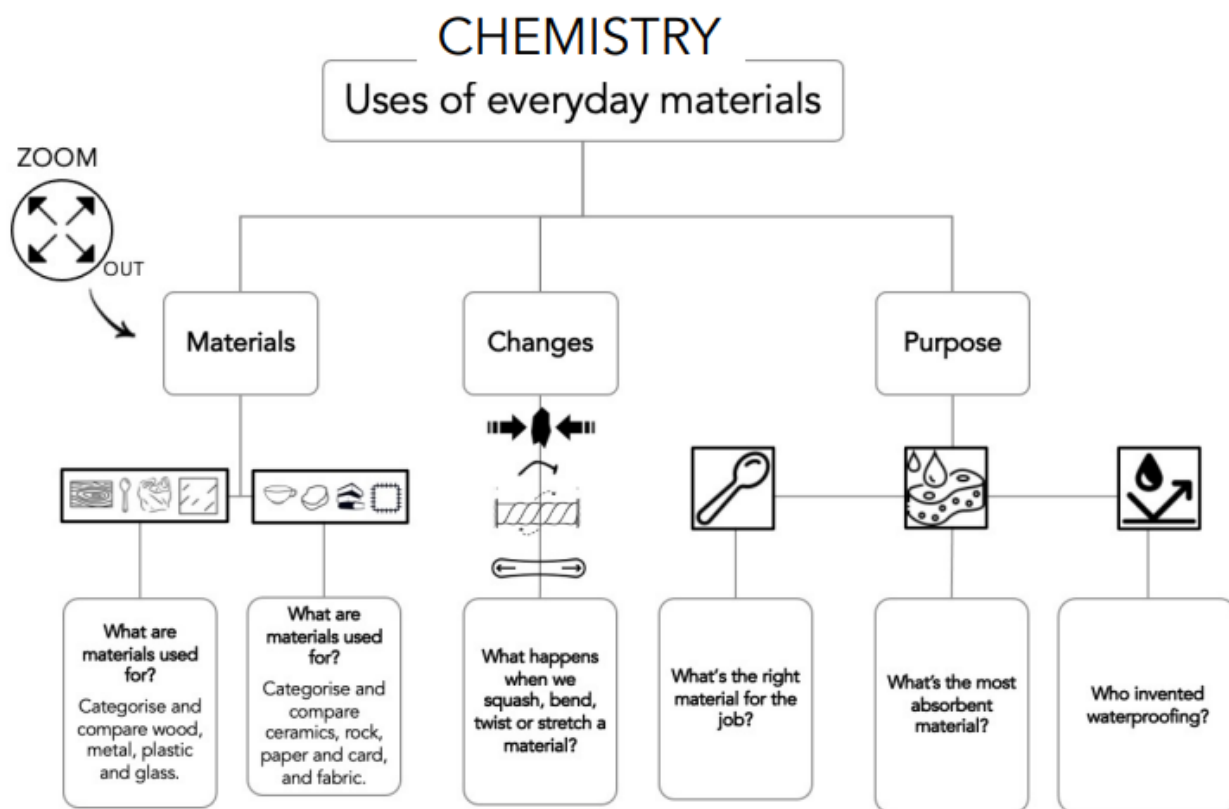 CHEMISTRY
Uses of everyday materials
ZOOM
OUT
Materials
Changes
Purpose
What are
materials used
for?
Categorise and
compare wood,
metal, plastic
and glass.
What are
materials used
for?
Categorise and
compare
ceramics, rock,
paper and card,
and fabric.
What happens
when we
squash, bend,
twist or stretch a
material?
What's the right
material for the
job?
What's the most
absorbent
material?
Who invented
waterproofing?